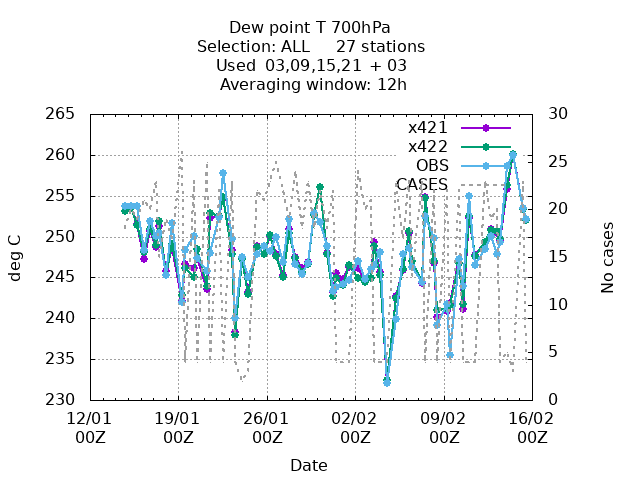 Dew point T 700hPa
Selection: ALL 27 stations
Used 03,09,15,21 + 03
Averaging window: 12h
265
260
255
250
245
240
235
230
30
25
20
15
10
5
0
x421
x422
OBS
CASES
deg C
No cases
12/01 19/01 26/01 02/02 09/02 16/02
00Z 00Z 00Z 00Z 00Z 00Z
Date